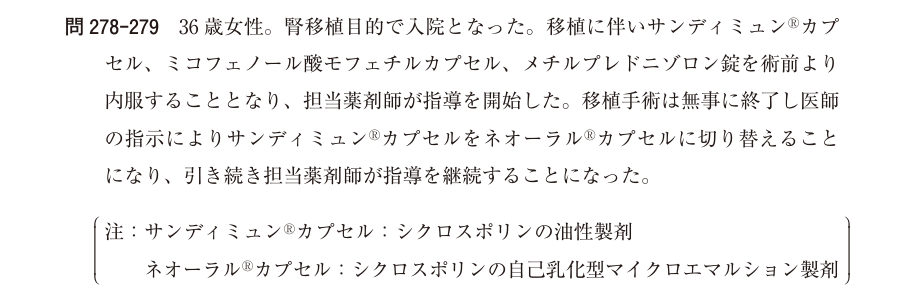 問 278−279　36 歳女性。腎移植目的で入院となった。移植に伴いサンディミュン®カプ
セル、ミコフェノール酸モフェチルカプセル、メチルプレドニゾロン錠を術前より
内服することとなり、担当薬剤師が指導を開始した。移植手術は無事に終了し医師
の指示によりサンディミュン®カプセルをネオーラル®カプセルに切り替えること
になり、引き続き担当薬剤師が指導を継続することになった。
注：サンディミュン®カプセル：シクロスポリンの油性製剤
ネオーラル®カプセル：シクロスポリンの自己乳化型マイクロエマルション製剤